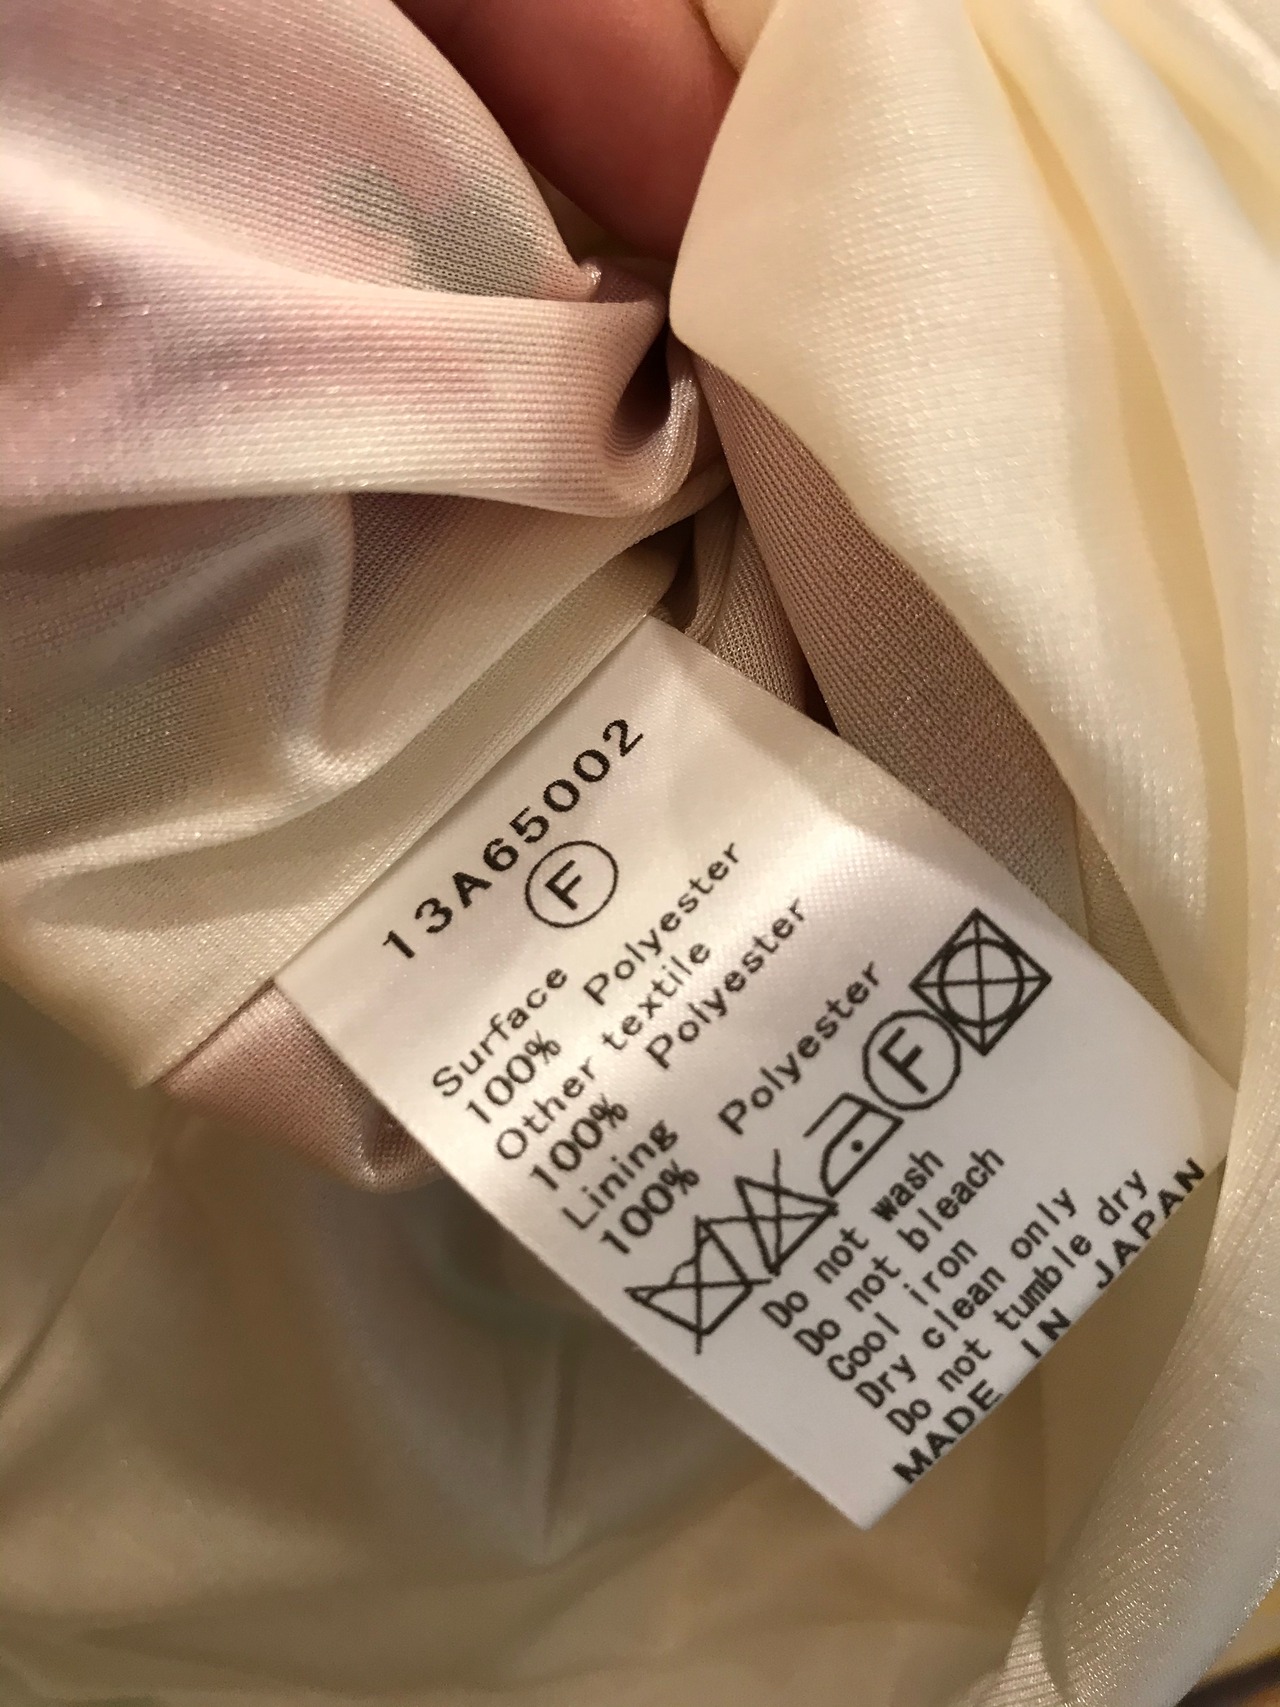 13A65002
F
Surface
100% Polyester
Other textile
100% Polyester
Lining
100% Polyester
F
Do not wash
Do not bleach
Cool iron
Dry clean only
Do not tumble dry
MADE IN JAPAN